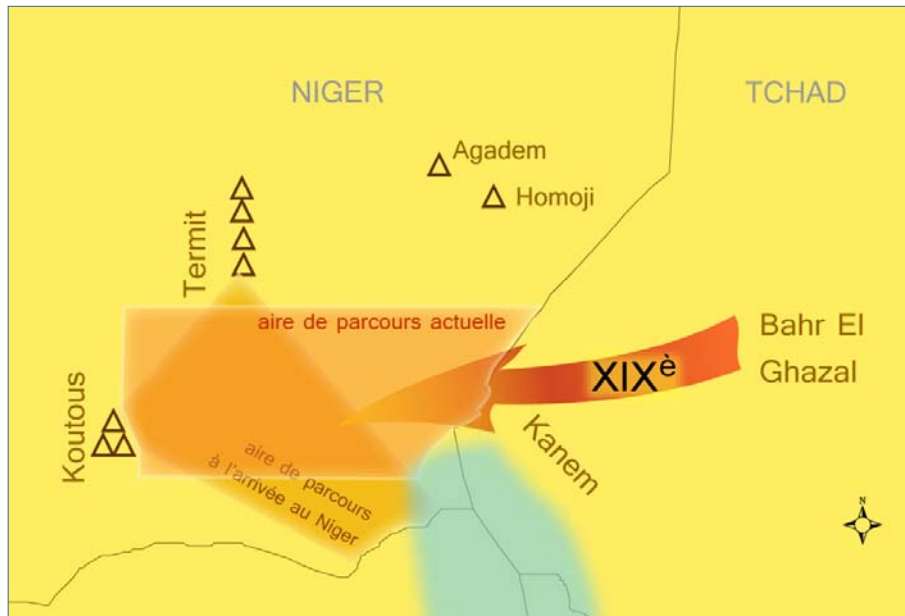 NIGER
TCHAD
Agadem
Homoji
Termit
aire de parcours actuelle
Bahr El
Ghazal
XIXè
Koutous
Kanem
aire de parcours
à l'arrivée au Niger
N